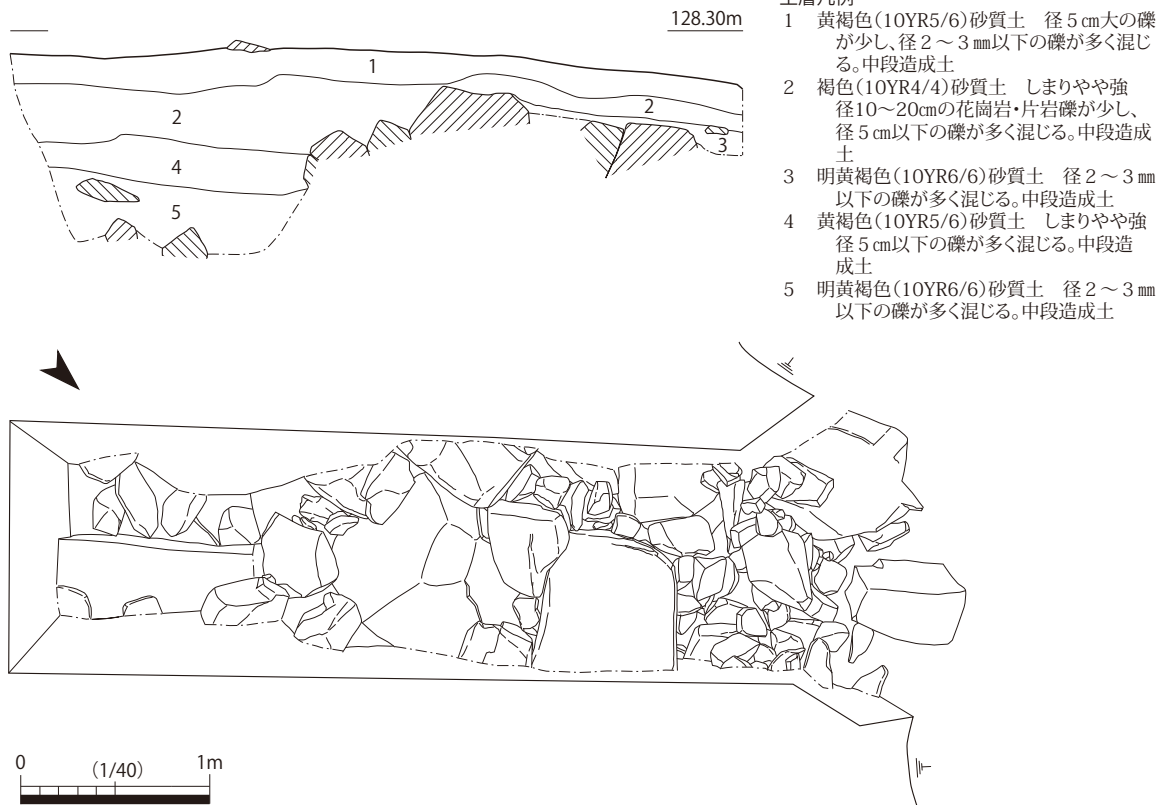 土層凡例
128.30m
1 黄褐色(10YR5/6)砂質土　径５㎝大の礫
が少し、径２～３㎜以下の礫が多く混じ
る。中段造成土
2 褐色(10YR4/4)砂質土　しまりやや強
径10～20cmの花崗岩・片岩礫が少し、
径５㎝以下の礫が多く混じる。中段造成
土
3 明黄褐色(10YR6/6)砂質土　径２～３㎜
以下の礫が多く混じる。中段造成土
4 黄褐色(10YR5/6)砂質土　しまりやや強
径５㎝以下の礫が多く混じる。中段造
成土
5 明黄褐色(10YR6/6)砂質土　径２～３㎜
以下の礫が多く混じる。中段造成土
1
2
2
3
4
5
0 (1/40) 1m